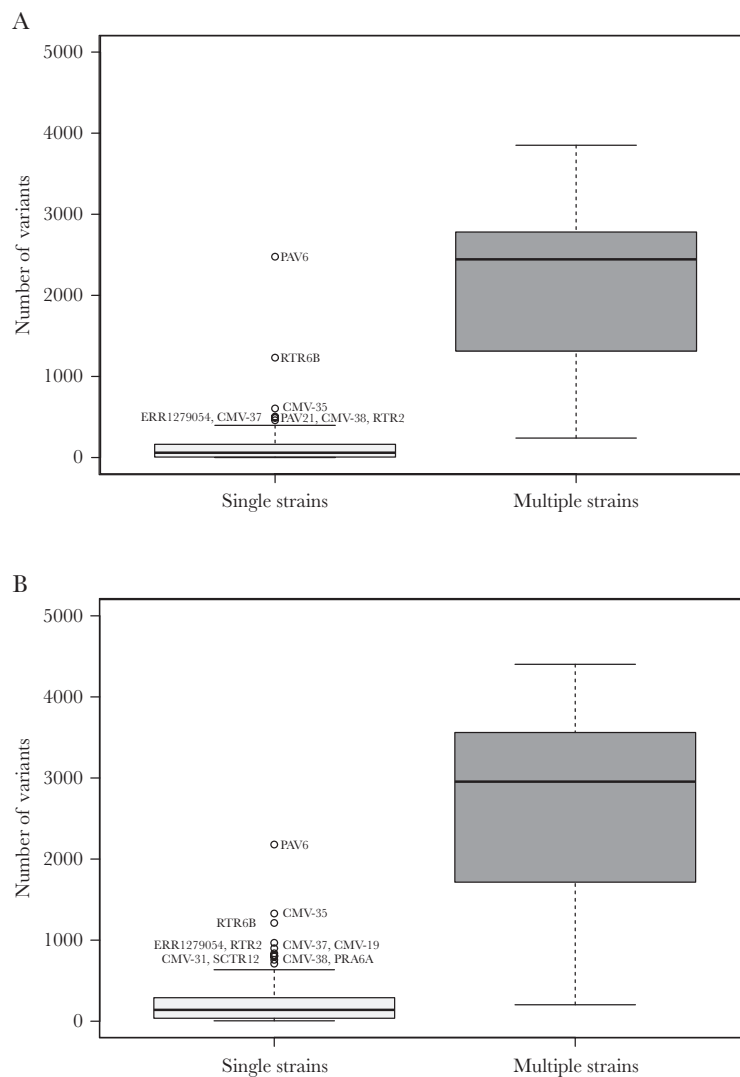 A
5000
4000
3000
2000
1000
0
Number of variants
PAV6
RTR6B
CMV-35
ERR1279054, CMV-37
PAV21, CMV-38, RTR2
Single strains
Multiple strains
B
5000
4000
3000
2000
1000
0
Number of variants
PAV6
CMV-35
RTR6B
ERR1279054, RTR2
CMV-37, CMV-19
CMV-31, SCTR12
CMV-38, PRA6A
Single strains
Multiple strains